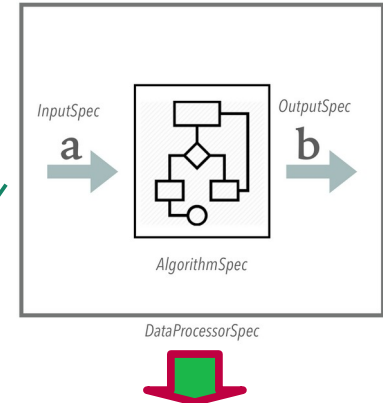 InputSpec
OutputSpec
a
b
AlgorithmSpec
DataProcessorSpec